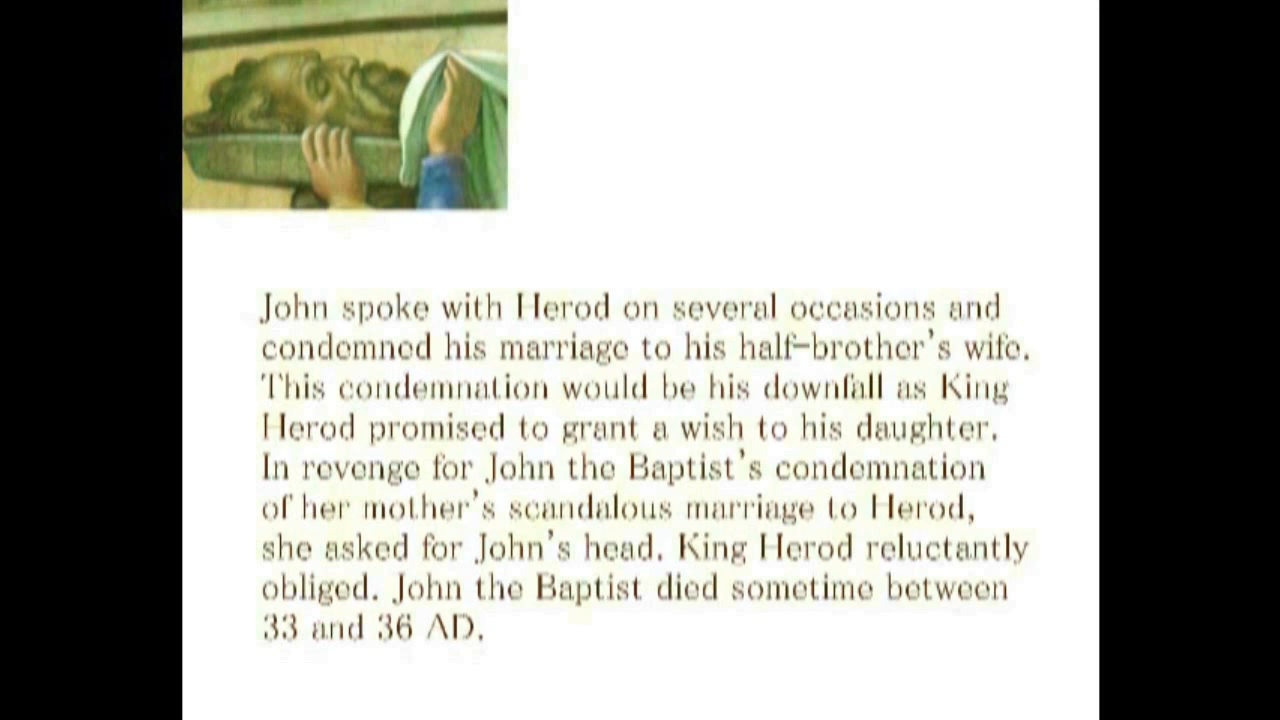 John spoke with Herod on several occasions and
condemned his marriage to his half-brother's wife.
This condemnation would be his downfall as King
Herod promised to grant a wish to his daughter.
In revenge for John the Baptist's condemnation
of her mother's scandalous marriage to Herod,
she asked for John's head. King Herod reluctantly
obliged. John the Baptist died sometime between
33 and 36 AD.